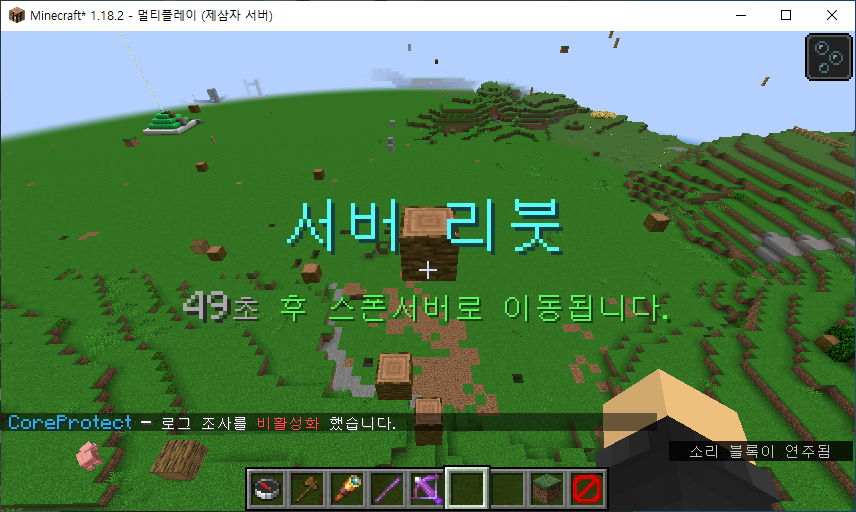 Minecraft* 1.18.2 - 멀티플레이 (제삼자 서버)
서버 리붓
49초 후 스폰서버로 이동됩니다.
CoreProtect - 로그 조사를 비활성화 했습니다.
소리 블록이 연주됨